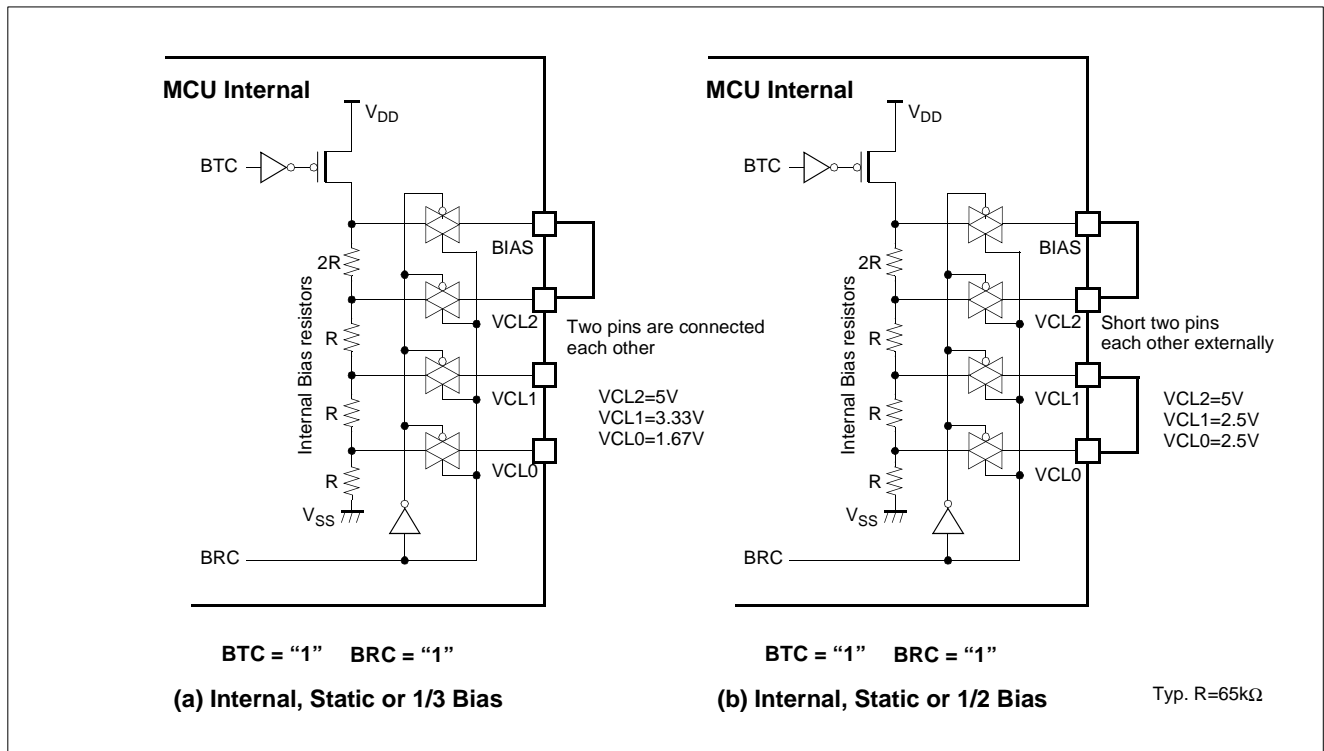 MCU Internal
VDD
BTC
BIAS
2R
Internal Bias resistors
VCL2
R
Two pins are connected
each other
VCL1
R
VCL2=5V
VCL1=3.33V
VCL0=1.67V
VCL0
R
VSS
BRC
BTC = “1” BRC = “1”
(a) Internal, Static or 1/3 Bias
MCU Internal
VDD
BTC
BIAS
2R
Internal Bias resistors
VCL2
R
Short two pins
each other externally
VCL1
R
VCL2=5V
VCL1=2.5V
VCL0=2.5V
VCL0
R
VSS
BRC
BTC = “1” BRC = “1”
(b) Internal, Static or 1/2 Bias
Typ. R=65kΩ